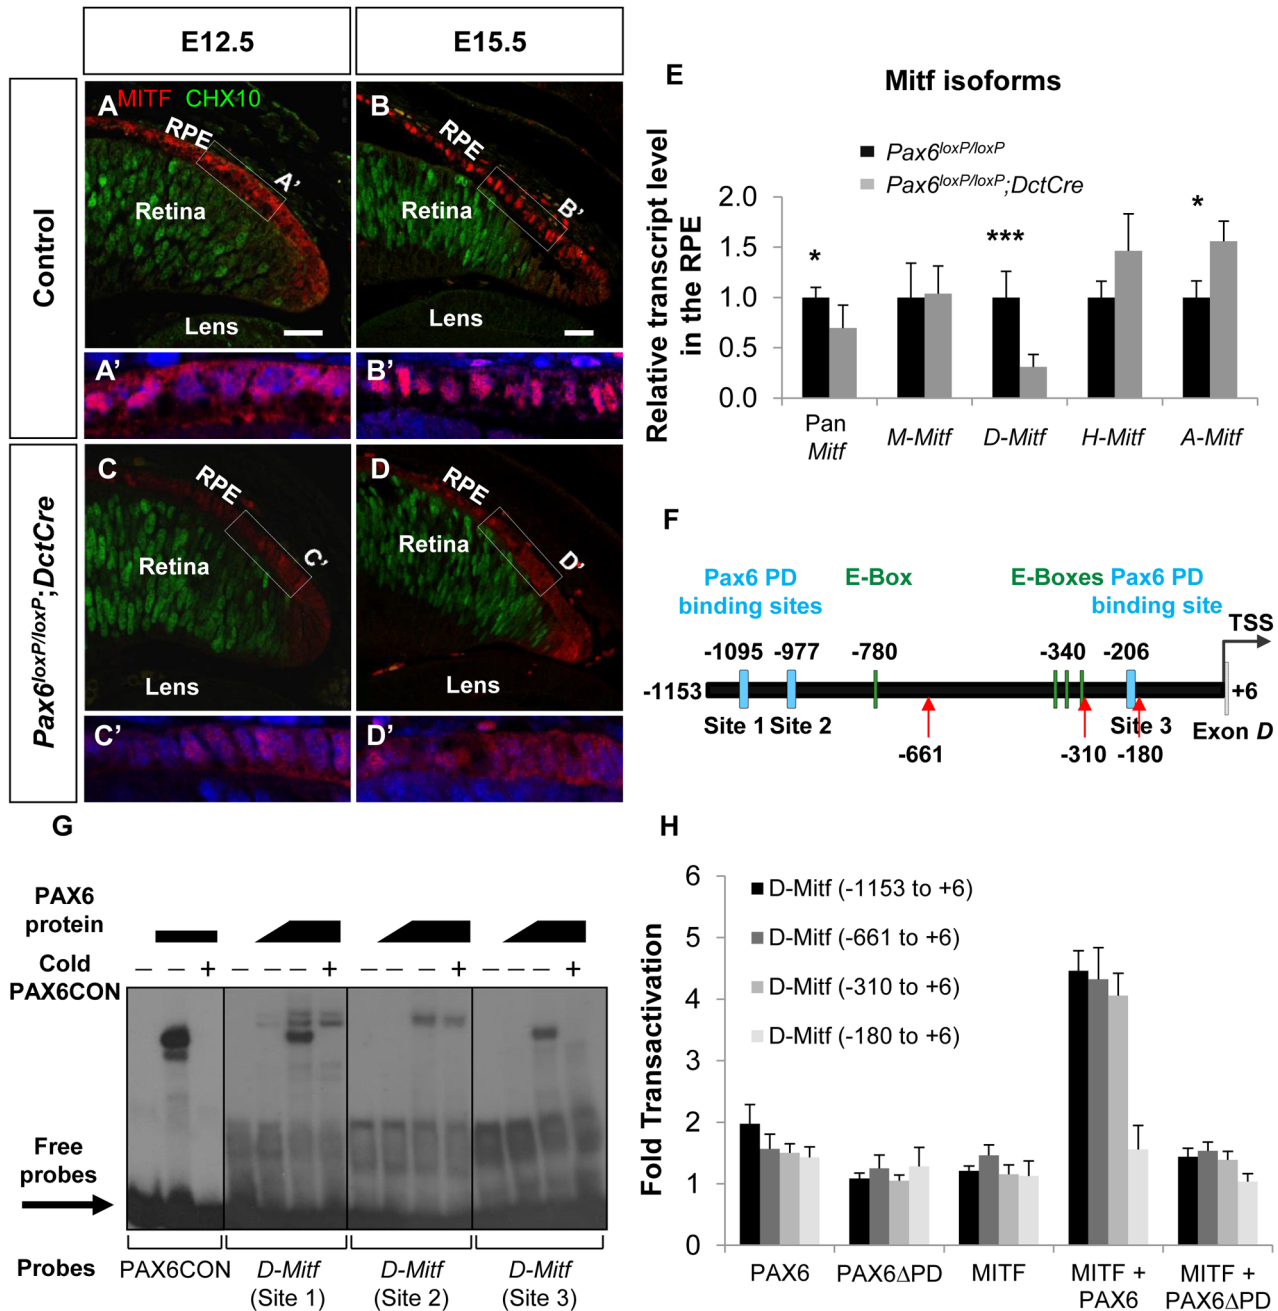 E12.5
E15.5
Control
Pax6loxP/loxP;DctCre
A
MITF CHX10
RPE
A’
Retina
Lens
B
RPE
B’
Retina
Lens
A’
B’
C
RPE
C’
Retina
Lens
D
RPE
D’
Retina
Lens
C’
D’
E
Mitf isoforms
Pax6loxP/loxP
Pax6loxP/loxP;DctCre
Relative transcript level
in the RPE
2.0
1.5
1.0
0.5
0.0
*
***
*
Pan
Mitf
M-Mitf
D-Mitf
H-Mitf
A-Mitf
F
Pax6 PD
binding sites
E-Box
E-Boxes
Pax6 PD
binding site
TSS
-1095
-977
-780
-340
-206
-1153
+6
Site 1
Site 2
Site 3
Exon D
-661
-310
-180
G
PAX6
protein
Cold
PAX6CON
– – +
– – – +
– – – +
– – – +
Free
probes
Probes
PAX6CON
D-Mitf
(Site 1)
D-Mitf
(Site 2)
D-Mitf
(Site 3)
H
Fold Transactivation
6
5
4
3
2
1
0
D-Mitf (-1153 to +6)
D-Mitf (-661 to +6)
D-Mitf (-310 to +6)
D-Mitf (-180 to +6)
PAX6
PAX6ΔPD
MITF
MITF +
PAX6
MITF +
PAX6ΔPD